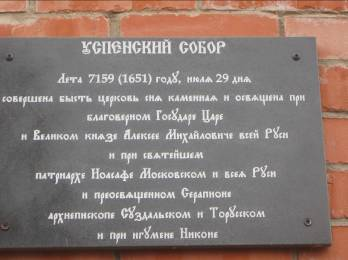 УСПЕНСКИЙ СОБОР
Лета 7159 (1651) году, июля 29 дня
совершена бысть церковь сия каменная и освящена при
благоверном Государе Царе
и Великом князе Алексее Михайловиче всей Руси
и при святейшем
патриархе Иоасафе Московском и всея Руси
и преосвященном Серапионе
архиепископе Суздальском и Торусском
и при игумене Никоне